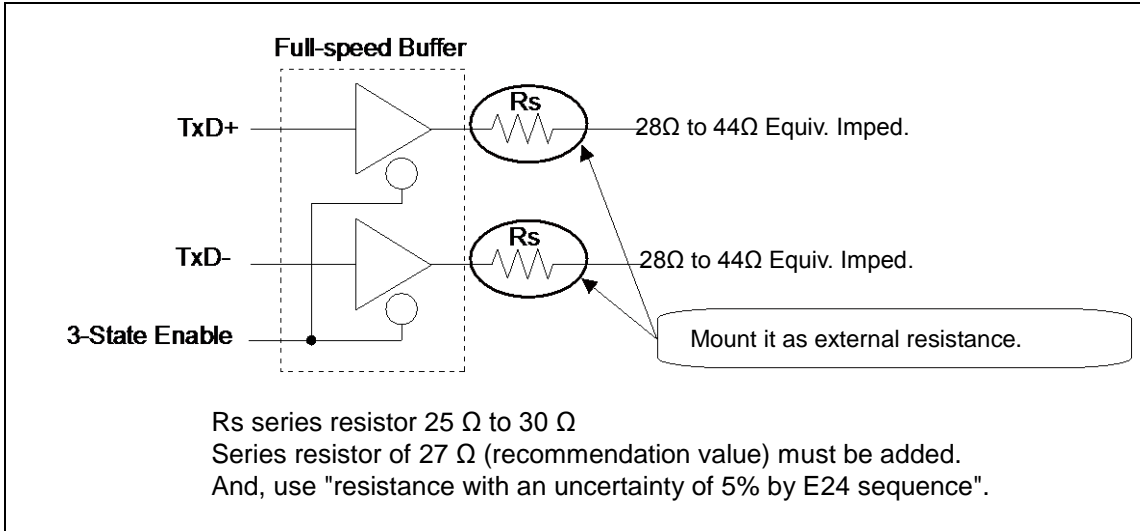 Full-speed Buffer
TxD+
Rs
28Ω to 44Ω Equiv. Imped.
TxD-
Rs
28Ω to 44Ω Equiv. Imped.
3-State Enable
Mount it as external resistance.
Rs series resistor 25 Ω to 30 Ω
Series resistor of 27 Ω (recommendation value) must be added.
And, use "resistance with an uncertainty of 5% by E24 sequence".